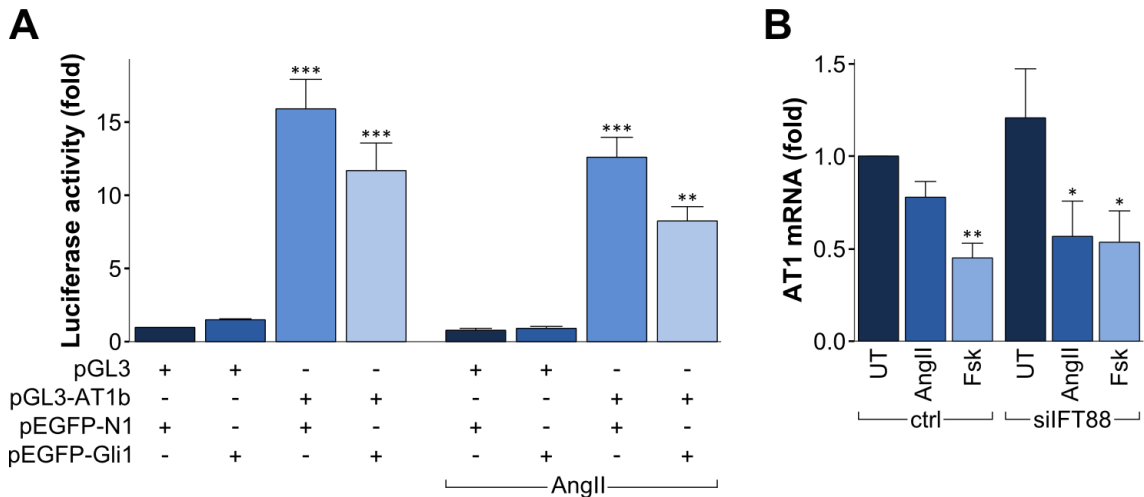 A
Luciferase activity (fold)
15
10
5
0
*** *** *** **
pGL3 + + - - + + - -
pGL3-AT1b - - + + - - + +
pEGFP-N1 + - + - + - + -
pEGFP-Gli1 - + - + - + - +
AngII
B
AT1 mRNA (fold)
1.5
1.0
0.5
0.0
** * *
UT AngII Fsk UT AngII Fsk
ctrl siIFT88